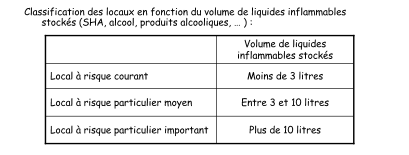 Classification des locaux en fonction du volume de liquides inflammables
stockés (SHA, alcool, produits alcooliques, … ) :
Volume de liquides
inflammables stockés
Local à risque courant
Moins de 3 litres
Local à risque particulier moyen
Entre 3 et 10 litres
Local à risque particulier important
Plus de 10 litres